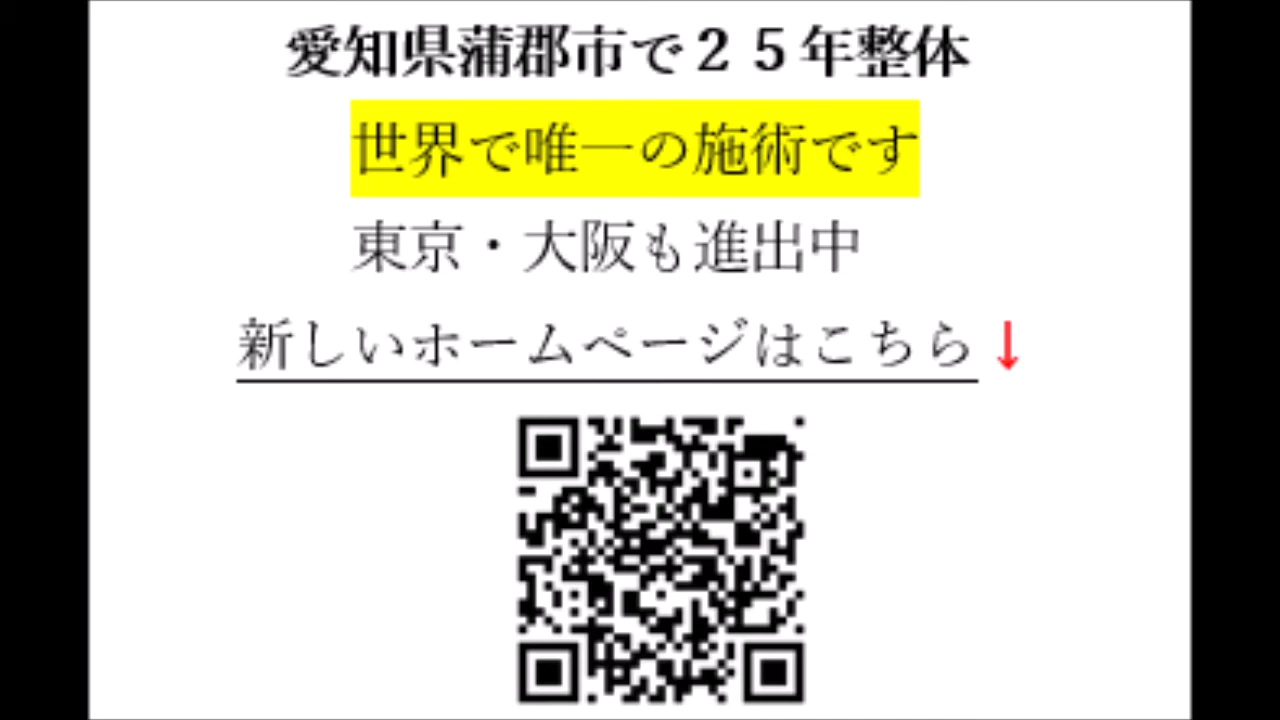 愛知県蒲郡市で２５年整体
世界で唯一の施術です
東京・大阪も進出中
新しいホームページはこちら↓